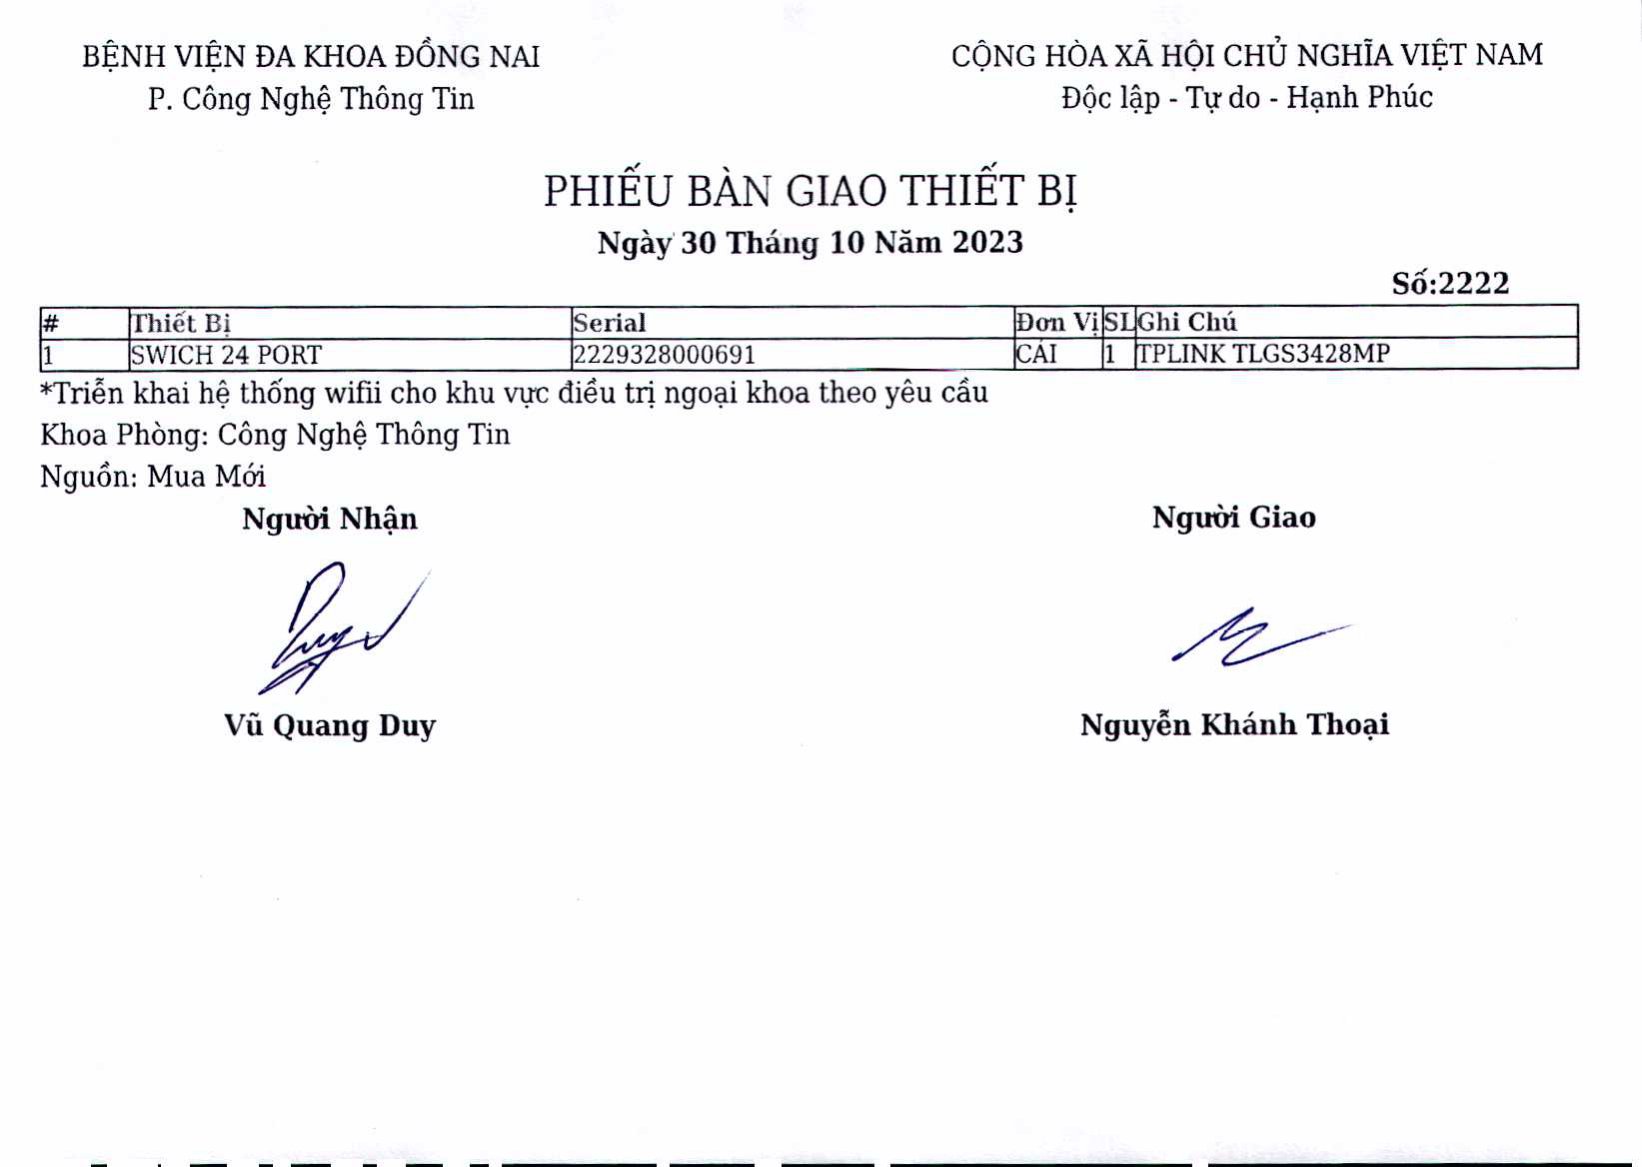 BỆNH VIỆN ĐA KHOA ĐỒNG NAI
P. Công Nghệ Thông Tin
CỘNG HÒA XÃ HỘI CHỦ NGHĨA VIỆT NAM
Độc lập - Tự do - Hạnh Phúc
PHIẾU BÀN GIAO THIẾT BỊ
Ngày 30 Tháng 10 Năm 2023
Số:2222
# Thiết Bị Serial Đơn Vị SL Ghi Chú
1 SWICH 24 PORT 2229328000691 CÁI 1 TPLINK TLGS3428MP
*Triễn khai hệ thống wifii cho khu vực điều trị ngoại khoa theo yêu cầu
Khoa Phòng: Công Nghệ Thông Tin
Nguồn: Mua Mới
Người Nhận Người Giao
Vũ Quang Duy Nguyễn Khánh Thoại